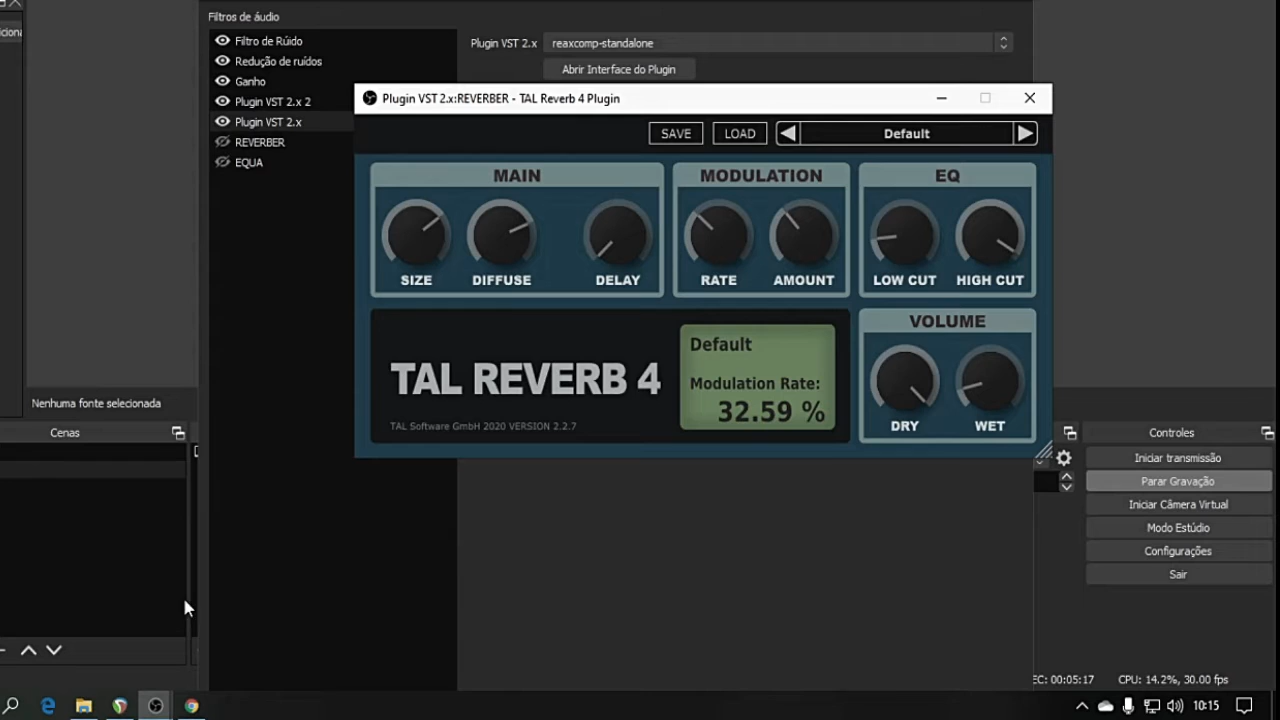 Filtros de áudio
Filtro de Rúido
Redução de ruídos
Ganho
Plugin VST 2.x 2
Plugin VST 2.x
REVERBER
EQUA
Plugin VST 2.x
reaxcomp-standalone
Abrir Interface do Plugin
Plugin VST 2.x:REVERBER - TAL Reverb 4 Plugin
SAVE
LOAD
Default
MAIN
SIZE
DIFFUSE
DELAY
MODULATION
RATE
AMOUNT
EQ
LOW CUT
HIGH CUT
TAL REVERB 4
TAL Software GmbH 2020 VERSION 2.2.7
Default
Modulation Rate:
32.59 %
VOLUME
DRY
WET
Nenhuma fonte selecionada
Cenas
Controles
Iniciar transmissão
Parar Gravação
Iniciar Câmera Virtual
Modo Estúdio
Configurações
Sair
EC: 00:05:17
CPU: 14.2%, 30.00 fps
10:15